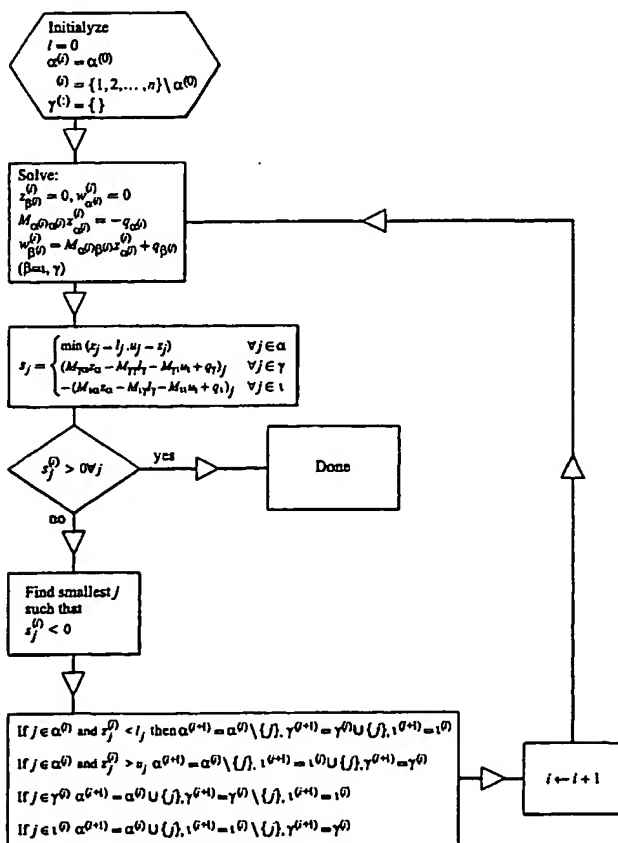 Initialyze
i = 0
α^(i) = α^(0)
^(i) = {1,2,…,n}\α^(0)
γ^(:) = { }
Solve:
z_β^(i)^(i) = 0, w_α^(i)^(i) = 0
M_α^(i)α^(i) z_α^(i)^(i) = −q_α^(i)
w_β^(i)^(i) = M_α^(i)β^(i) z_α^(i)^(i) + q_β^(i)
(β=ι, γ)
s_j = { min (z_j − l_j . u_j − z_j) ∀j∈α
(M_γα z_α − M_γγ l_γ − M_γι u_ι + q_γ)_j ∀j∈γ
−(M_ια z_α − M_ιγ l_γ − M_ιι u_ι + q_ι)_j ∀j∈ι
s_j^(i) > 0∀j
yes
Done
no
Find smallest j
such that
s_j^(i) < 0
If j∈α^(i) and z_j^(i) < l_j then α^(i+1) = α^(i)\{j}, γ^(i+1) = γ^(i)∪{j}, ι^(i+1) = ι^(i)
If j∈α^(i) and z_j^(i) > u_j α^(i+1) = α^(i)\{j}, ι^(i+1) = ι^(i)∪{j}, γ^(i+1) = γ^(i)
If j∈γ^(i) α^(i+1) = α^(i)∪{j}, γ^(i+1) = γ^(i)\{j}, ι^(i+1) = ι^(i)
If j∈ι^(i) α^(i+1) = α^(i)∪{j}, ι^(i+1) = ι^(i)\{j}, γ^(i+1) = γ^(i)
i ← i + 1